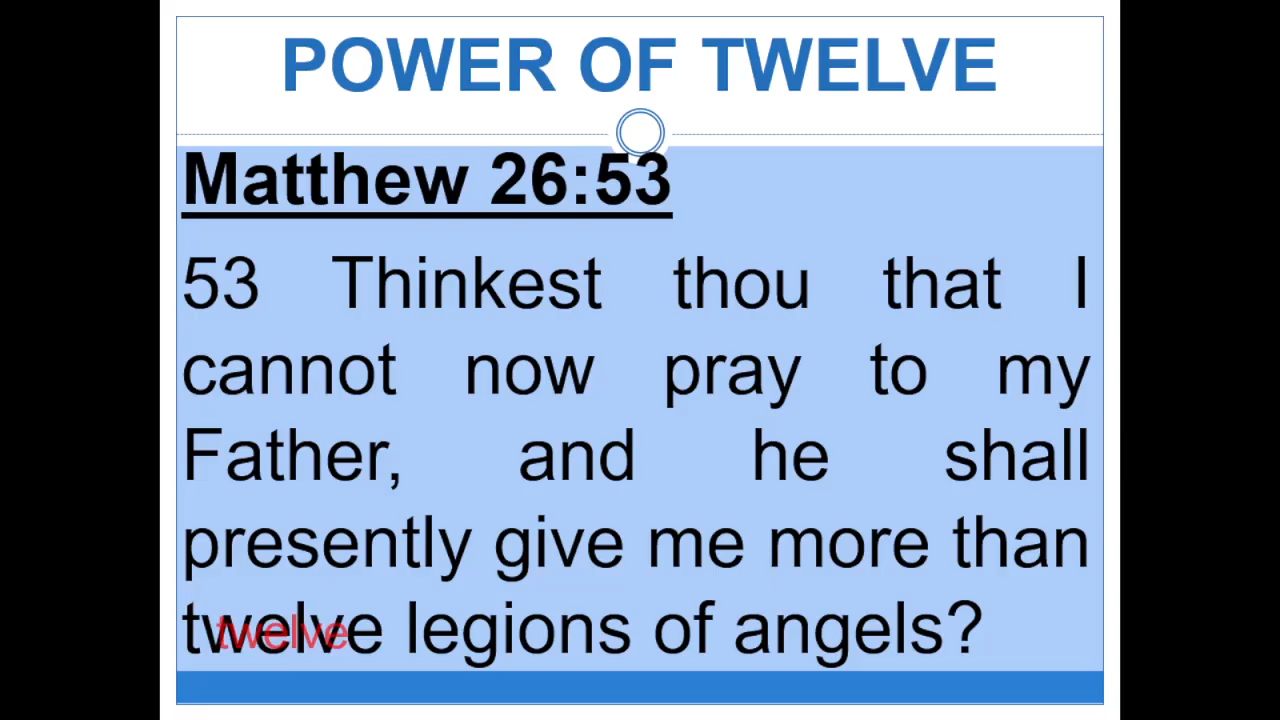 POWER OF TWELVE
Matthew 26:53
53 Thinkest thou that I
cannot now pray to my
Father, and he shall
presently give me more than
twelve legions of angels?
twelve